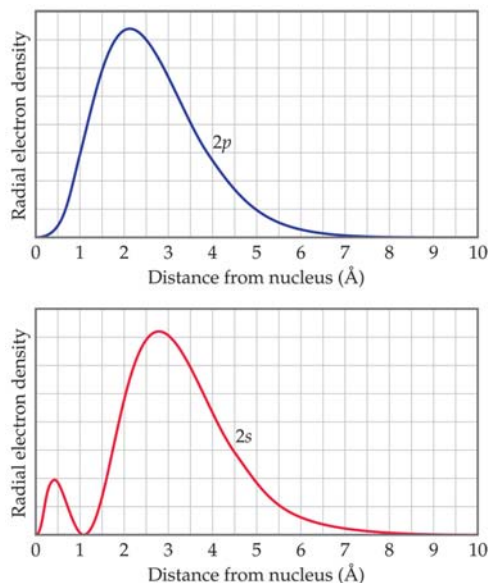 Radial electron density
2p
0 1 2 3 4 5 6 7 8 9 10
Distance from nucleus (Å)
Radial electron density
2s
0 1 2 3 4 5 6 7 8 9 10
Distance from nucleus (Å)